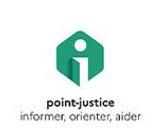 point-justice
informer, orienter, aider